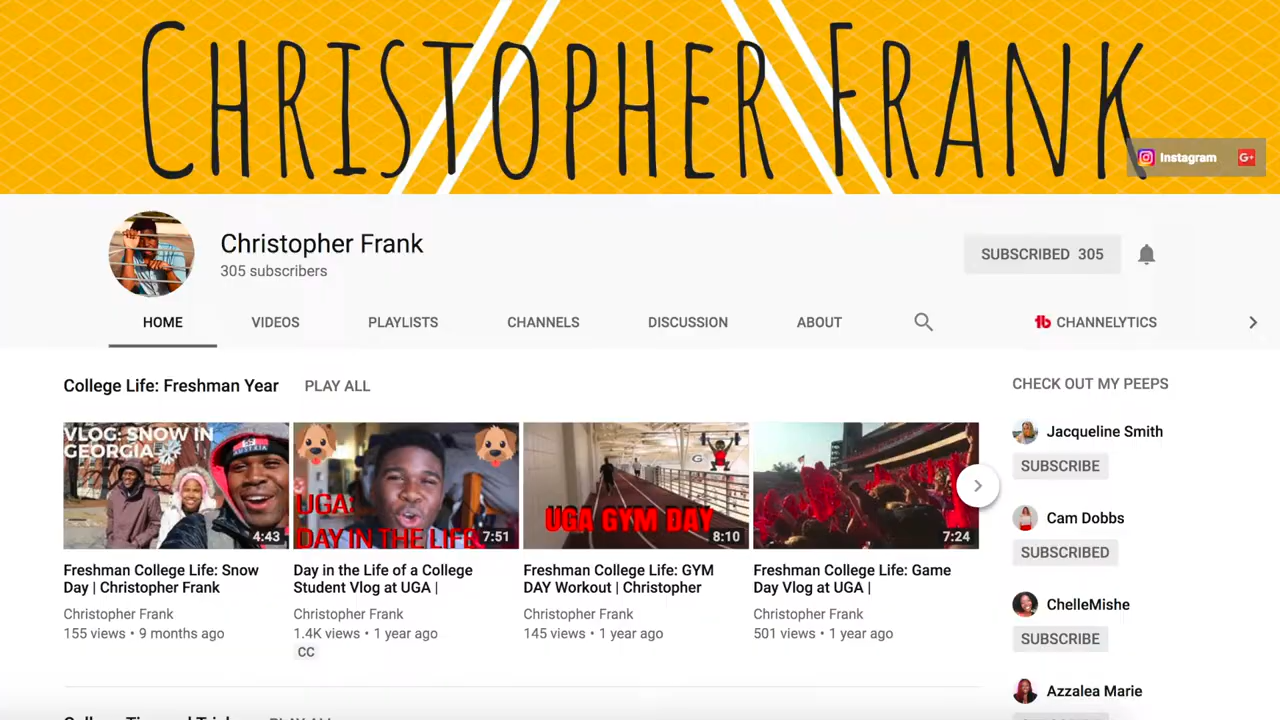 CHRISTOPHER FRANK
Instagram
G+
Christopher Frank
305 subscribers
SUBSCRIBED 305
HOME VIDEOS PLAYLISTS CHANNELS DISCUSSION ABOUT CHANNELYTICS
College Life: Freshman Year PLAY ALL
VLOG: SNOW IN
GEORGIA
4:43
UGA:
DAY IN THE LIFE
7:51
G
UGA GYM DAY
8:10
7:24
Freshman College Life: Snow
Day | Christopher Frank
Christopher Frank
155 views • 9 months ago
Day in the Life of a College
Student Vlog at UGA |
Christopher Frank
1.4K views • 1 year ago
CC
Freshman College Life: GYM
DAY Workout | Christopher
Christopher Frank
145 views • 1 year ago
Freshman College Life: Game
Day Vlog at UGA |
Christopher Frank
501 views • 1 year ago
CHECK OUT MY PEEPS
Jacqueline Smith
SUBSCRIBE
Cam Dobbs
SUBSCRIBED
ChelleMishe
SUBSCRIBE
Azzalea Marie